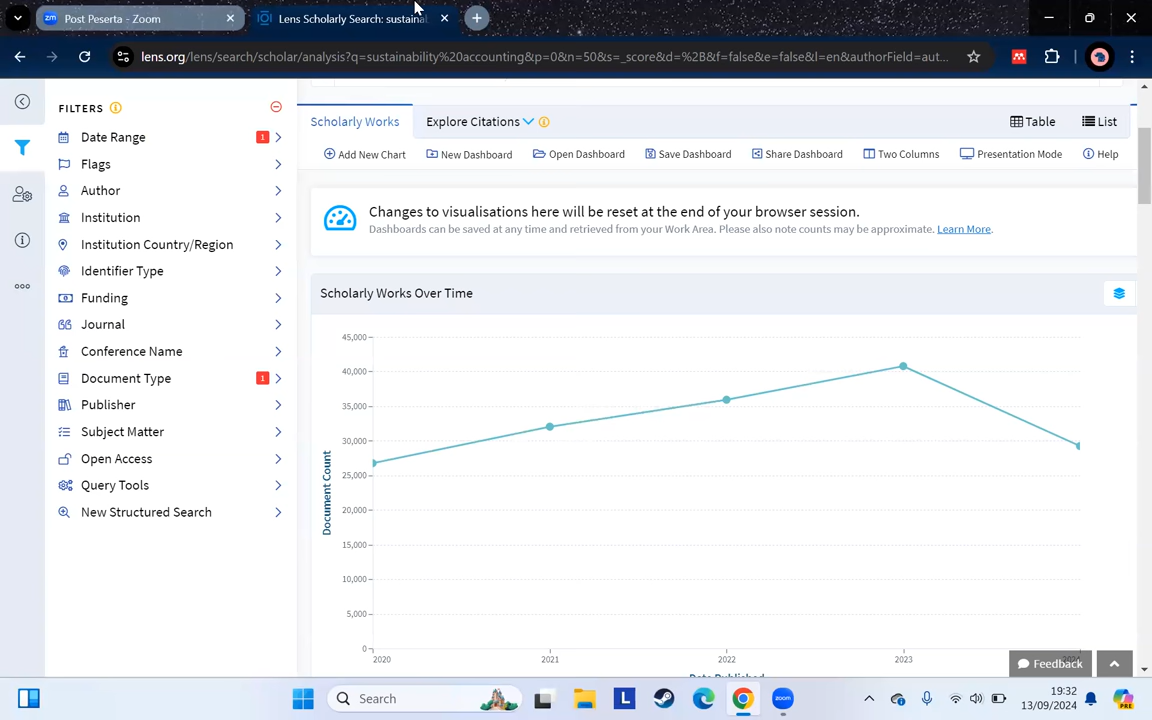 zm Post Peserta - Zoom
Lens Scholarly Search: sustaina
lens.org/lens/search/scholar/analysis?q=sustainability%20accounting&p=0&n=50&s=_score&d=%2B&f=false&e=false&l=en&authorField=aut...
FILTERS
Date Range 1
Flags
Author
Institution
Institution Country/Region
Identifier Type
Funding
Journal
Conference Name
Document Type 1
Publisher
Subject Matter
Open Access
Query Tools
New Structured Search
Scholarly Works Explore Citations Table List
Add New Chart New Dashboard Open Dashboard Save Dashboard Share Dashboard Two Columns Presentation Mode Help
Changes to visualisations here will be reset at the end of your browser session.
Dashboards can be saved at any time and retrieved from your Work Area. Please also note counts may be approximate. Learn More.
Scholarly Works Over Time
45,000
40,000
35,000
30,000
25,000
20,000
15,000
10,000
5,000
0
Document Count
2020 2021 2022 2023
Date Published
Feedback
Search
L
zoom
PRE
19:32
13/09/2024